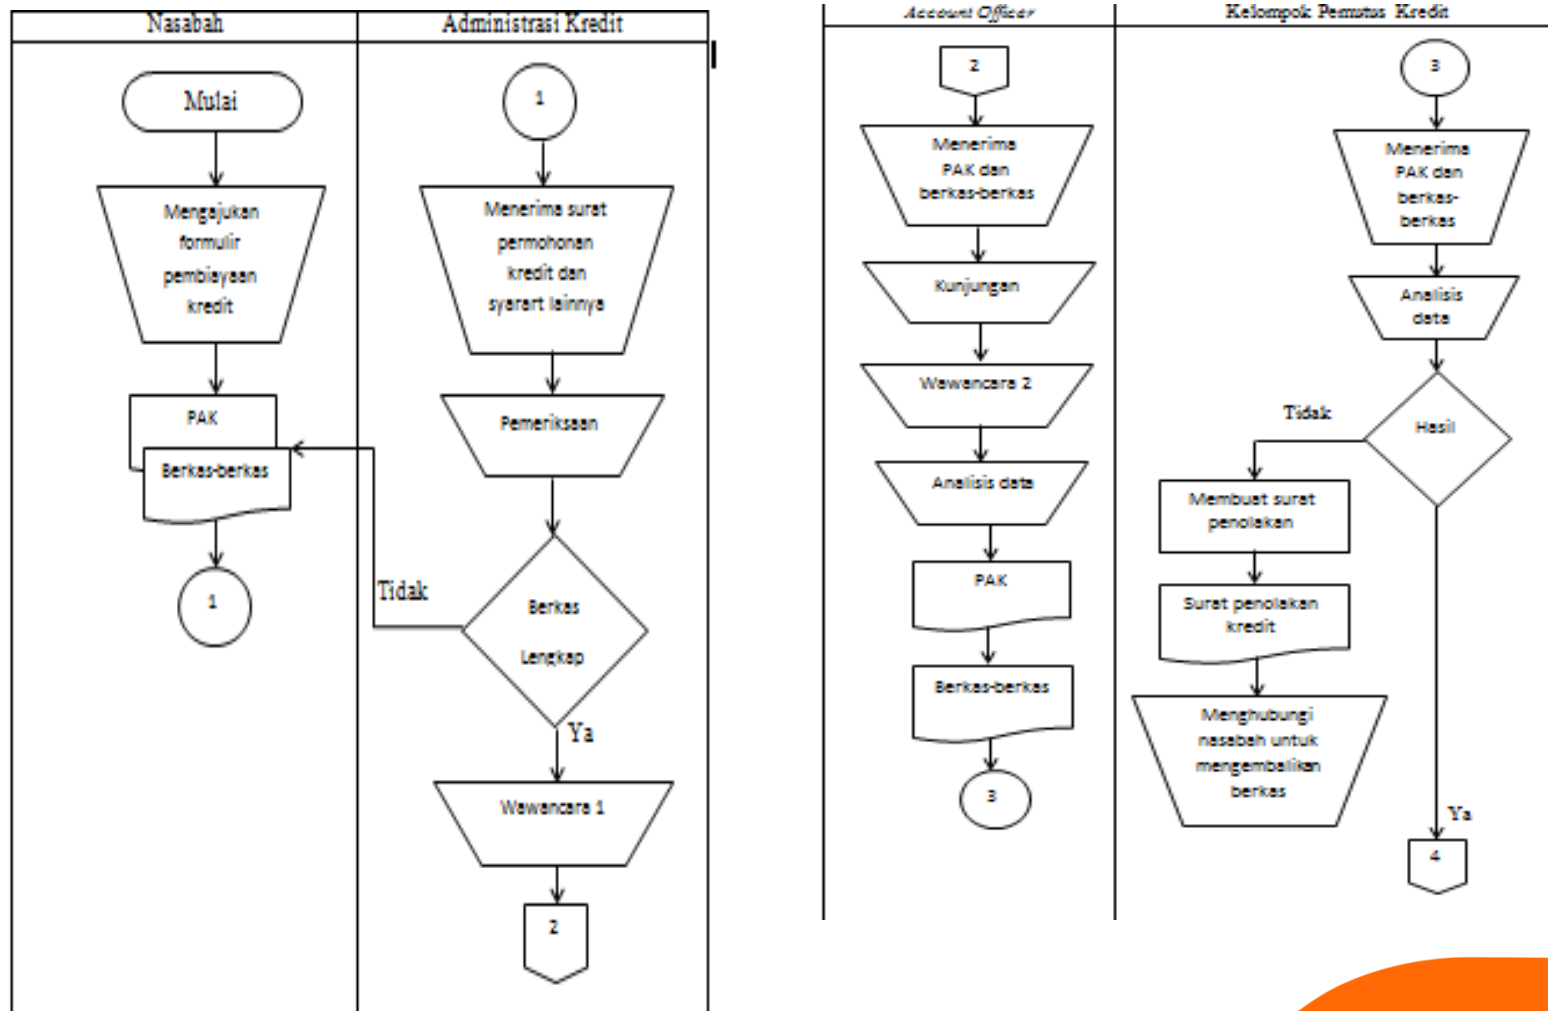 Nasabah
Mulai
Mengajukan
formulir
pembiayaan
kredit
PAK
Berkas-berkas
1
Administrasi Kredit
1
Menerima surat
permohonan
kredit dan
syarart lainnya
Pemeriksaan
Berkas
Lengkap
Tidak
Ya
Wawancara 1
2
Account Officer
2
Menerima
PAK dan
berkas-berkas
Kunjungan
Wawancara 2
Analisis data
PAK
Berkas-berkas
3
Kelompok Pemutus Kredit
3
Menerima
PAK dan
berkas-
berkas
Analisis
data
Hasil
Tidak
Membuat surat
penolakan
Surat penolakan
kredit
Menghubungi
nasabah untuk
mengembalikan
berkas
Ya
4